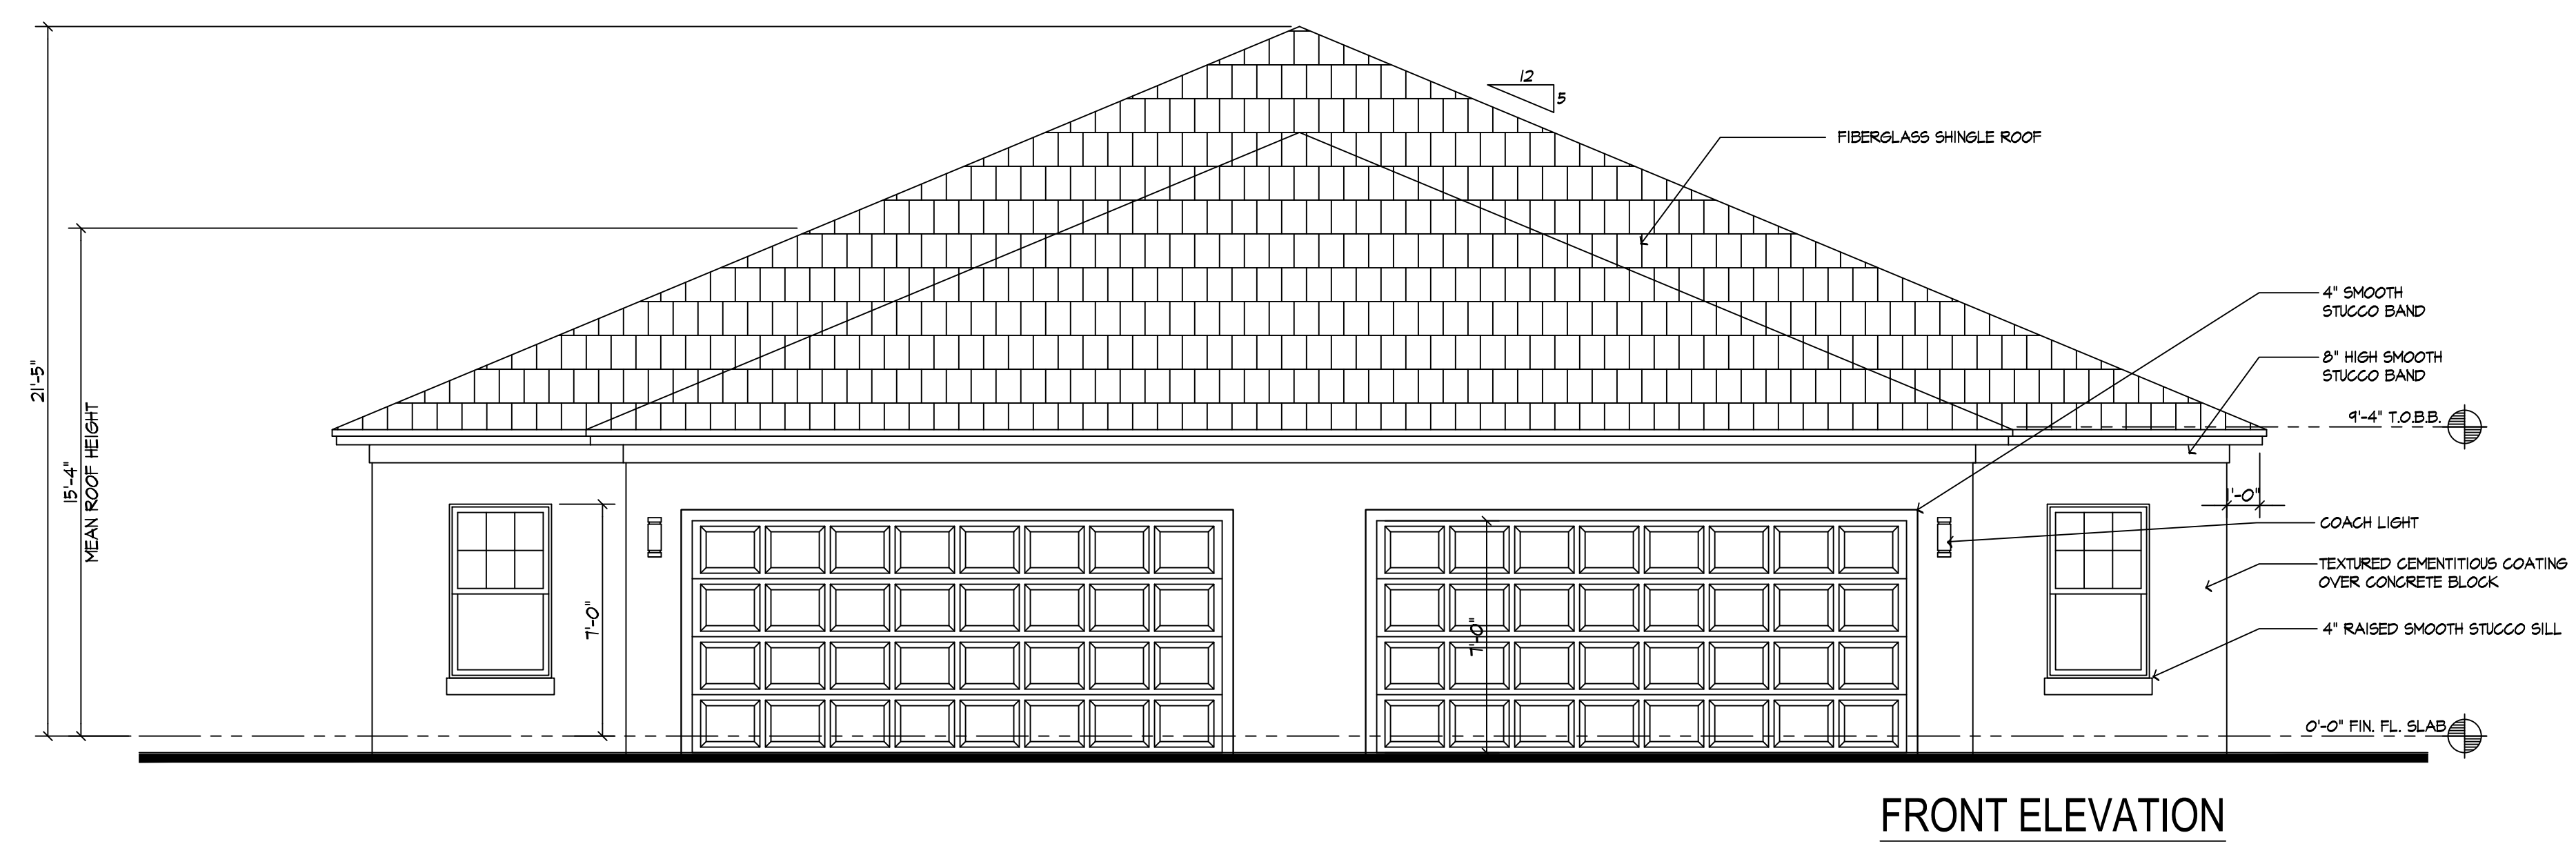 12
5
FIBERGLASS SHINGLE ROOF
21'-5"
15'-4"
MEAN ROOF HEIGHT
4" SMOOTH
STUCCO BAND
8" HIGH SMOOTH
STUCCO BAND
9'-4" T.O.B.B.
1'-0"
COACH LIGHT
TEXTURED CEMENTITIOUS COATING
OVER CONCRETE BLOCK
7'-0"
7'-0"
4" RAISED SMOOTH STUCCO SILL
0'-0" FIN. FL. SLAB
FRONT ELEVATION